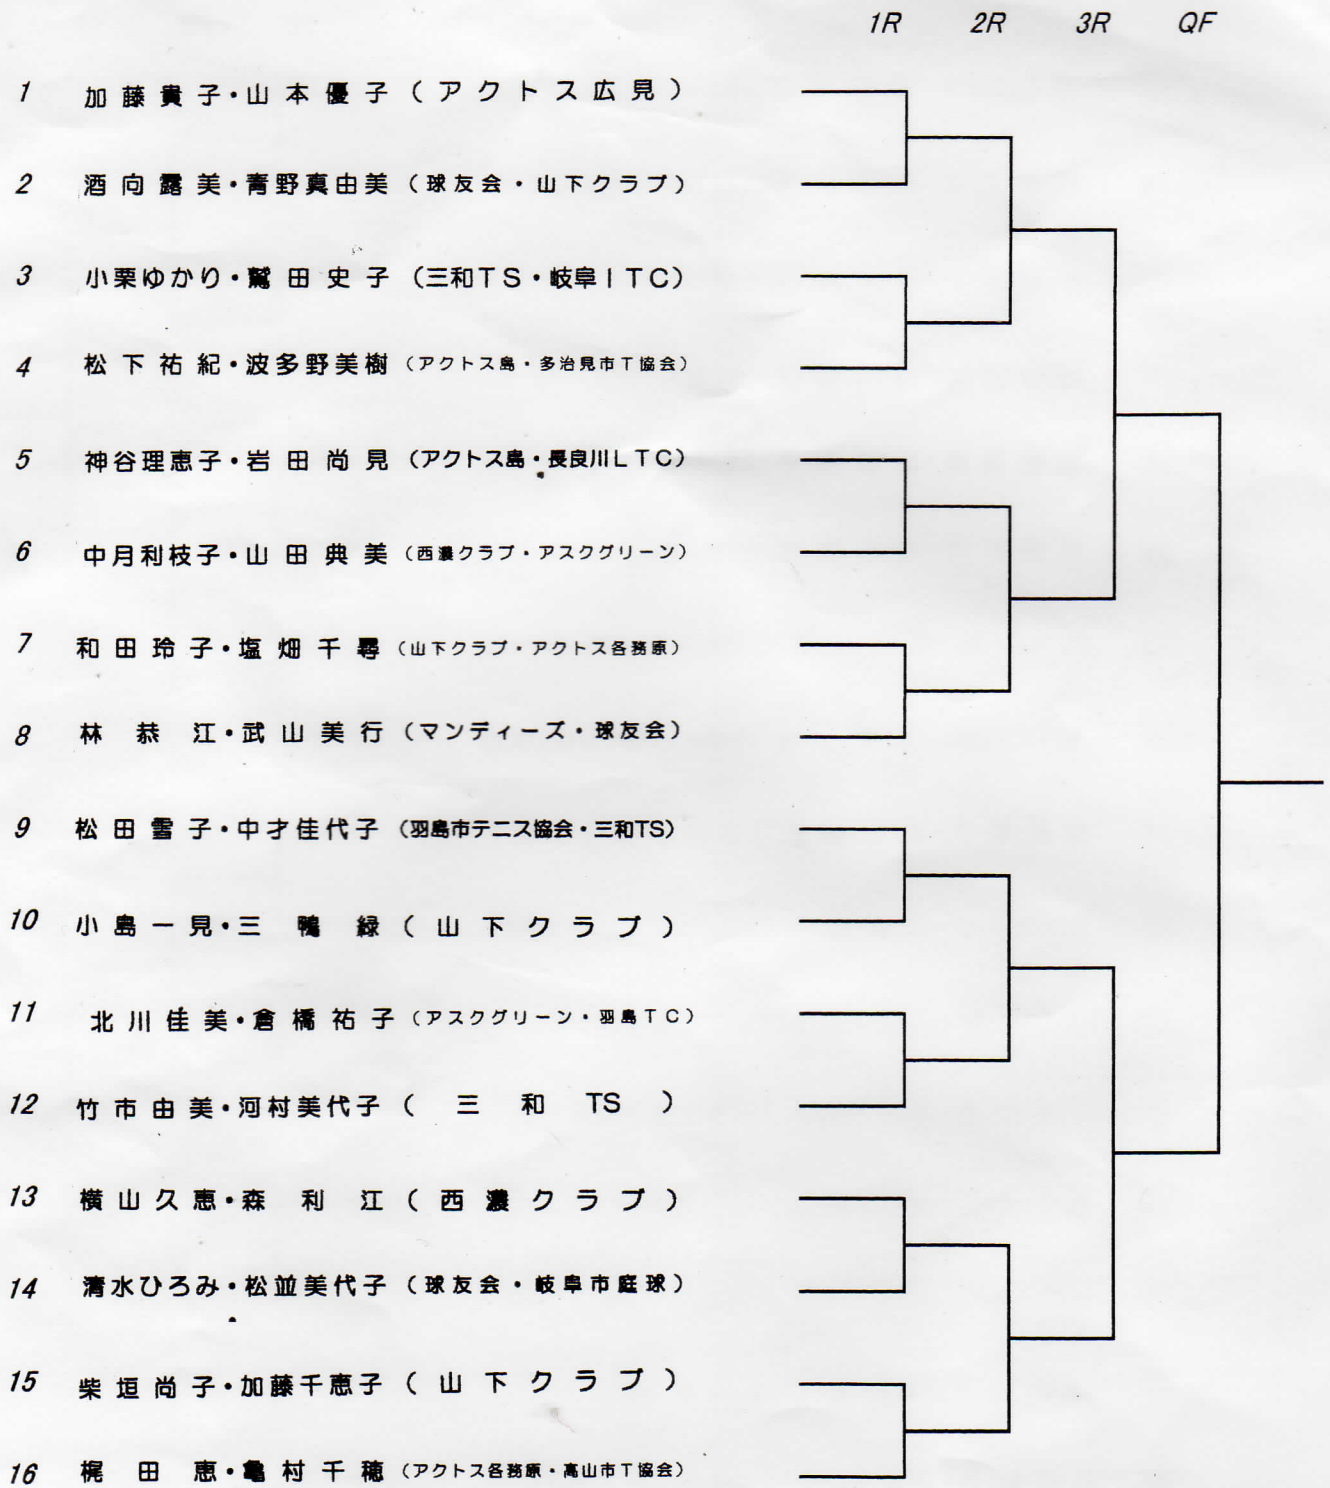 1R 2R 3R QF
1 加藤貴子・山本優子(アクトス広見)
2 酒向露美・青野真由美(球友会・山下クラブ)
3 小栗ゆかり・鷲田史子(三和TS・岐阜ITC)
4 松下祐紀・波多野美樹(アクトス島・多治見市T協会)
5 神谷理恵子・岩田尚見(アクトス島・長良川LTC)
6 中月利枝子・山田典美(西濃クラブ・アスクグリーン)
7 和田玲子・塩畑千尋(山下クラブ・アクトス各務原)
8 林恭江・武山美行(マンディーズ・球友会)
9 松田雪子・中才佳代子(羽島市テニス協会・三和TS)
10 小島一見・三鴨緑(山下クラブ)
11 北川佳美・倉橋祐子(アスクグリーン・羽島TC)
12 竹市由美・河村美代子(三和TS)
13 横山久恵・森利江(西濃クラブ)
14 清水ひろみ・松並美代子(球友会・岐阜市庭球)
15 柴垣尚子・加藤千恵子(山下クラブ)
16 梶田恵・亀村千穂(アクトス各務原・高山市T協会)